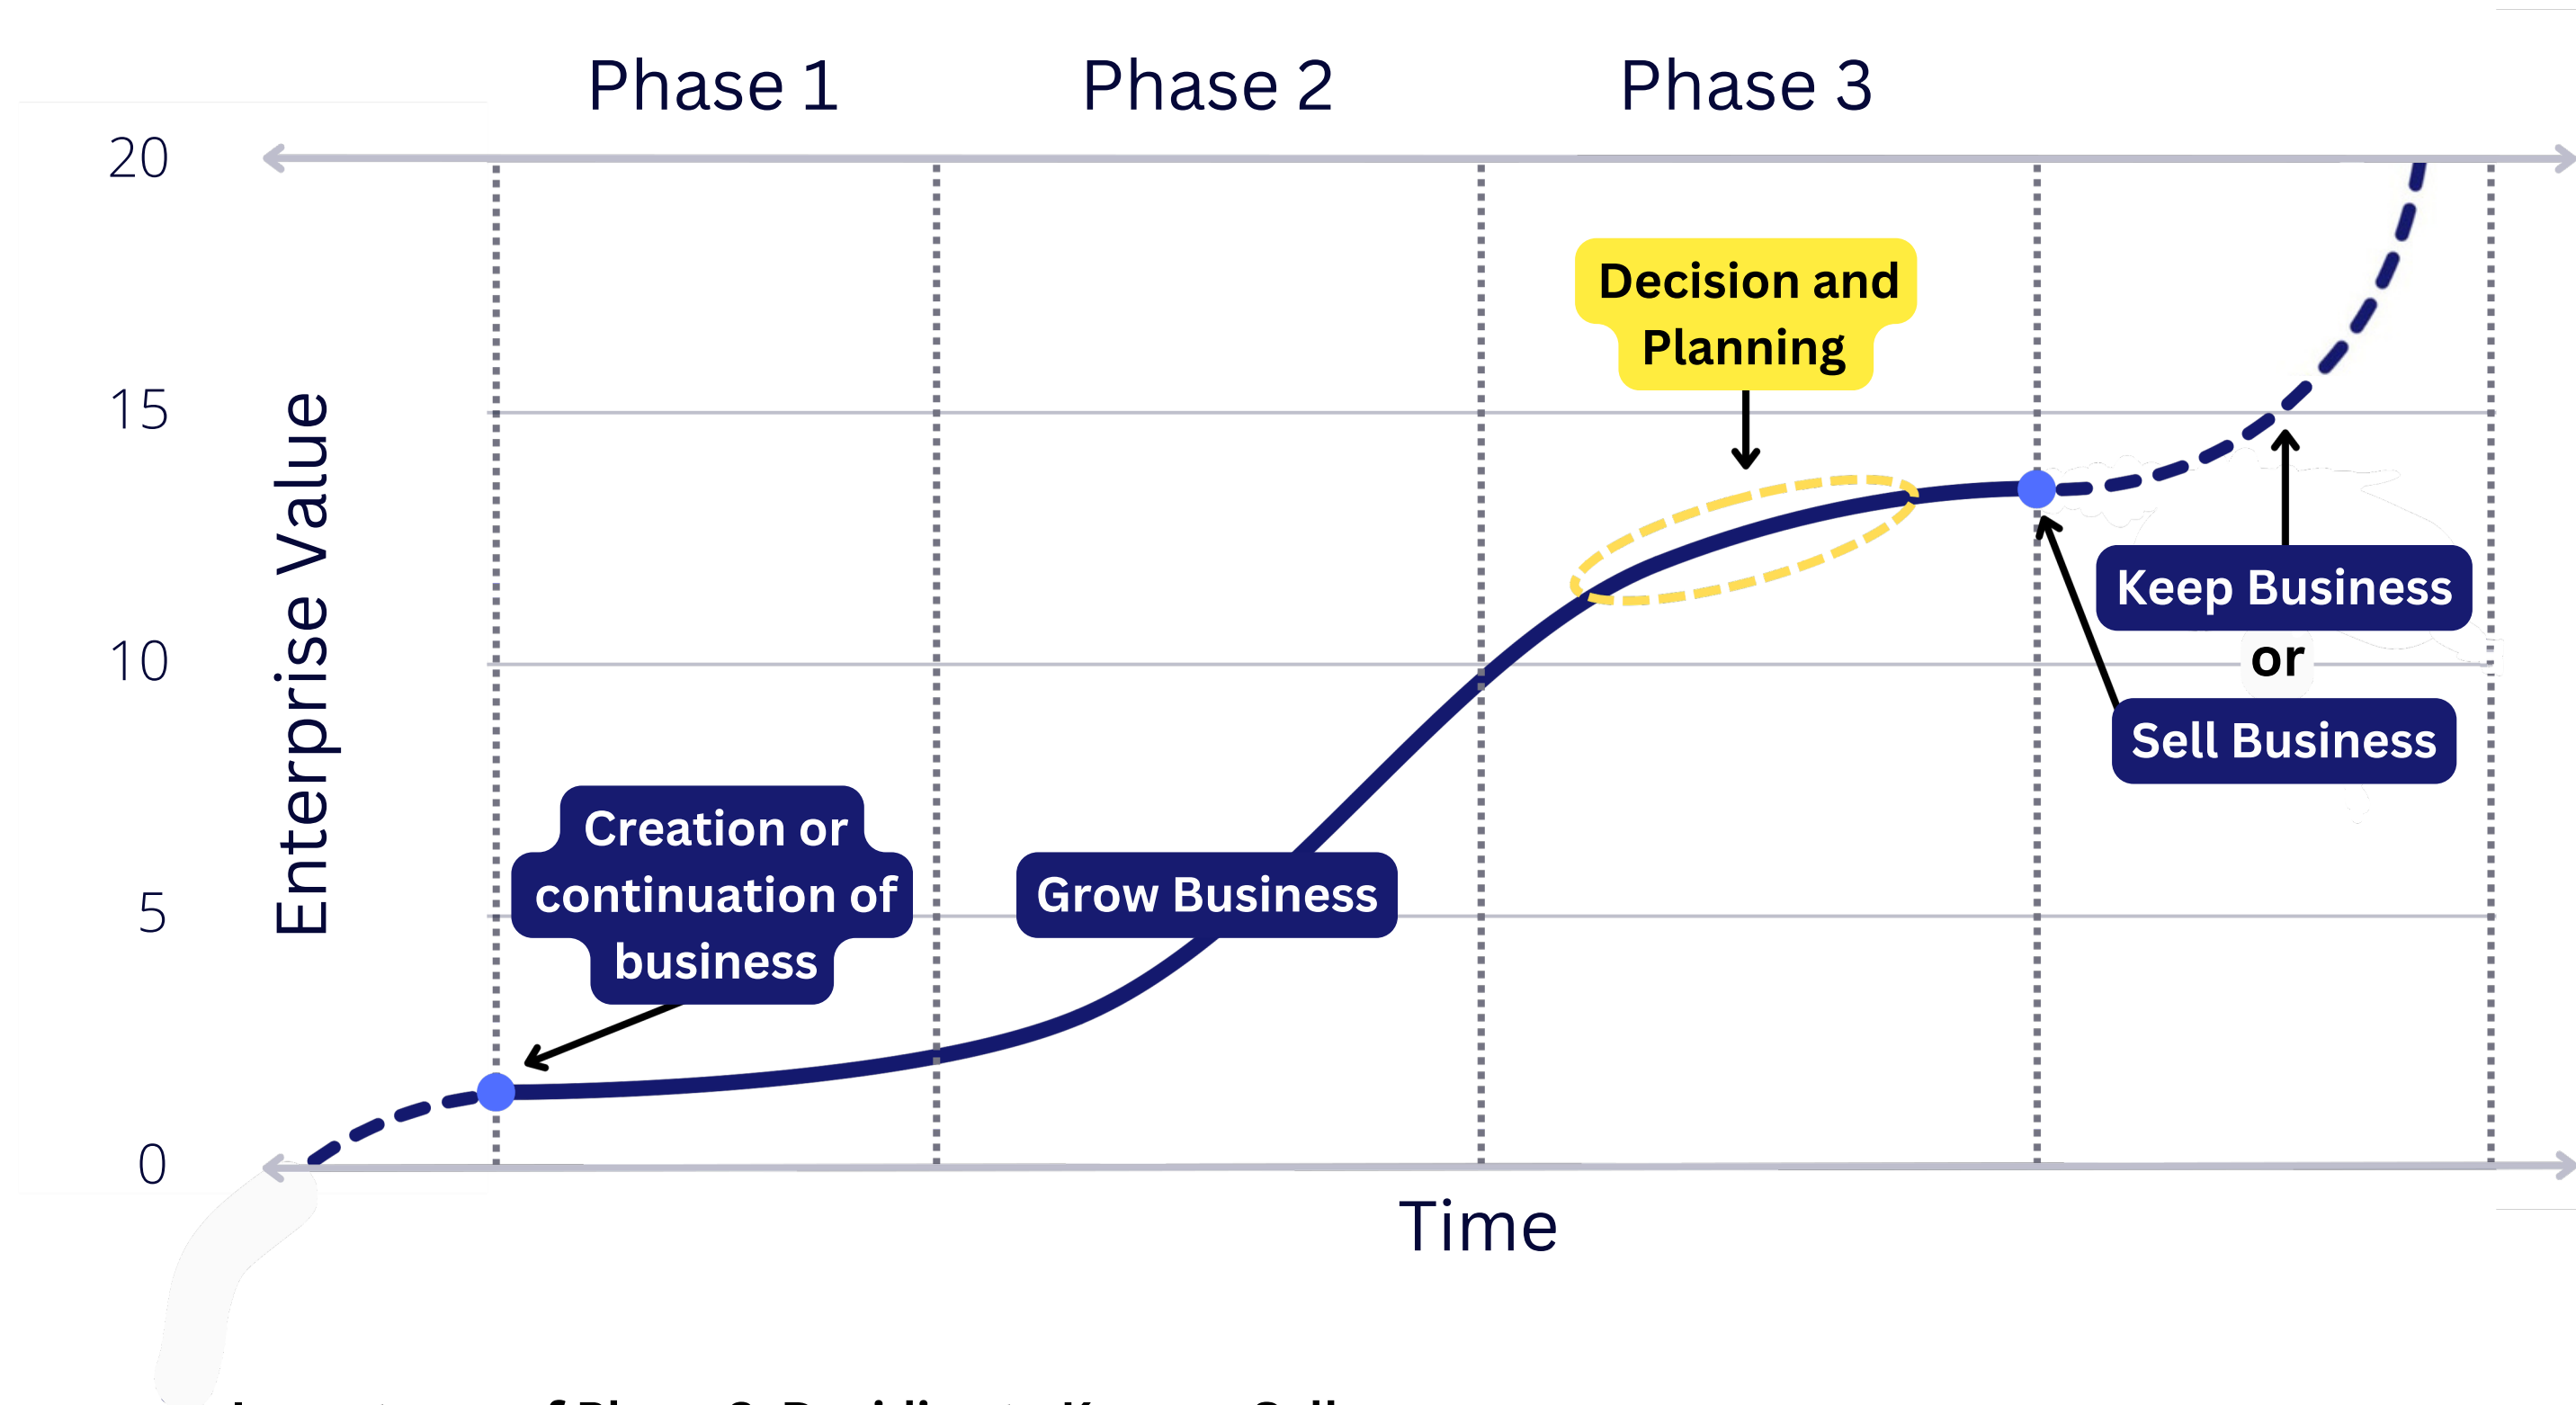 Phase 1
Phase 2
Phase 3
20
15
10
5
0
Enterprise Value
Decision and
Planning
Creation or
continuation of
business
Grow Business
Keep Business
or
Sell Business
Time